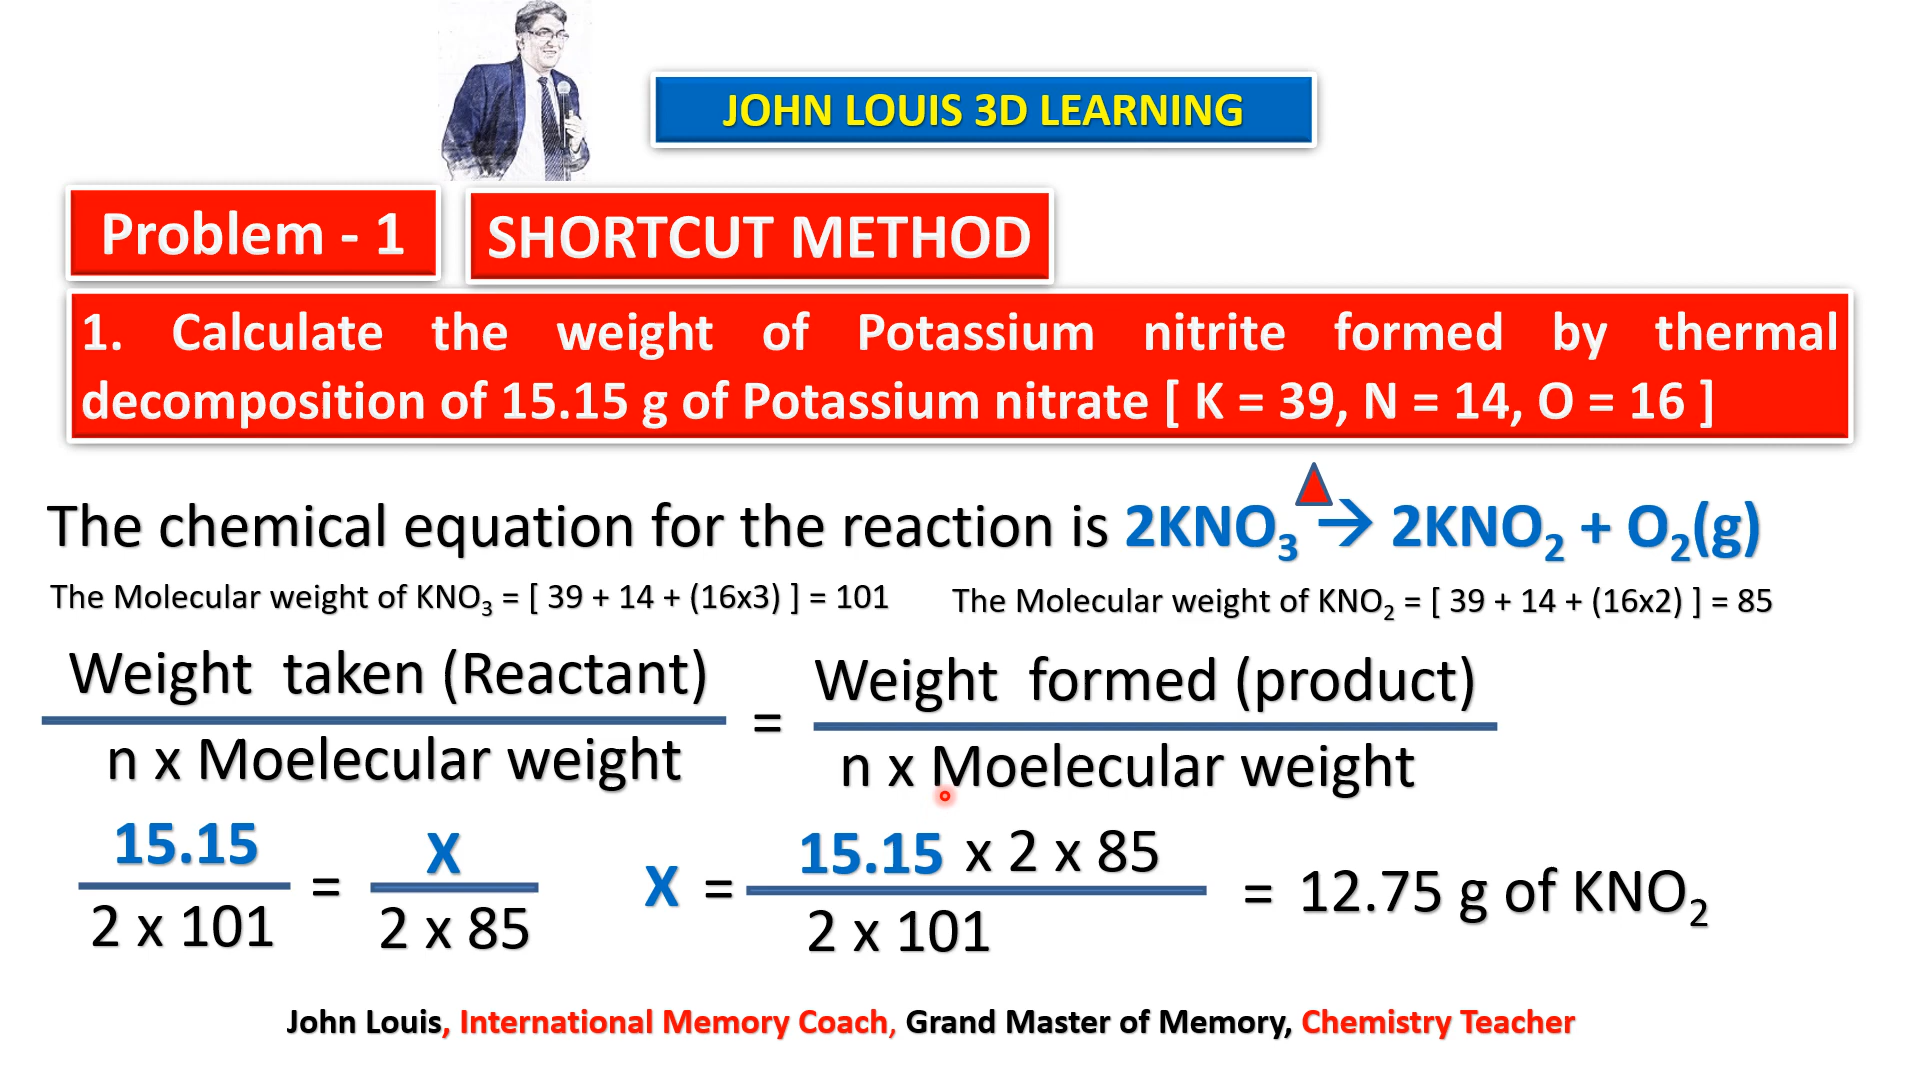 JOHN LOUIS 3D LEARNING
Problem - 1
SHORTCUT METHOD
1. Calculate the weight of Potassium nitrite formed by thermal
decomposition of 15.15 g of Potassium nitrate [ K = 39, N = 14, O = 16 ]
The chemical equation for the reaction is 2KNO₃ → 2KNO₂ + O₂(g)
The Molecular weight of KNO₃ = [ 39 + 14 + (16x3) ] = 101
The Molecular weight of KNO₂ = [ 39 + 14 + (16x2) ] = 85
Weight taken (Reactant)
n x Moelecular weight
=
Weight formed (product)
n x Moelecular weight
15.15
2 x 101
=
X
2 x 85
X =
15.15 x 2 x 85
2 x 101
= 12.75 g of KNO₂
John Louis, International Memory Coach, Grand Master of Memory, Chemistry Teacher